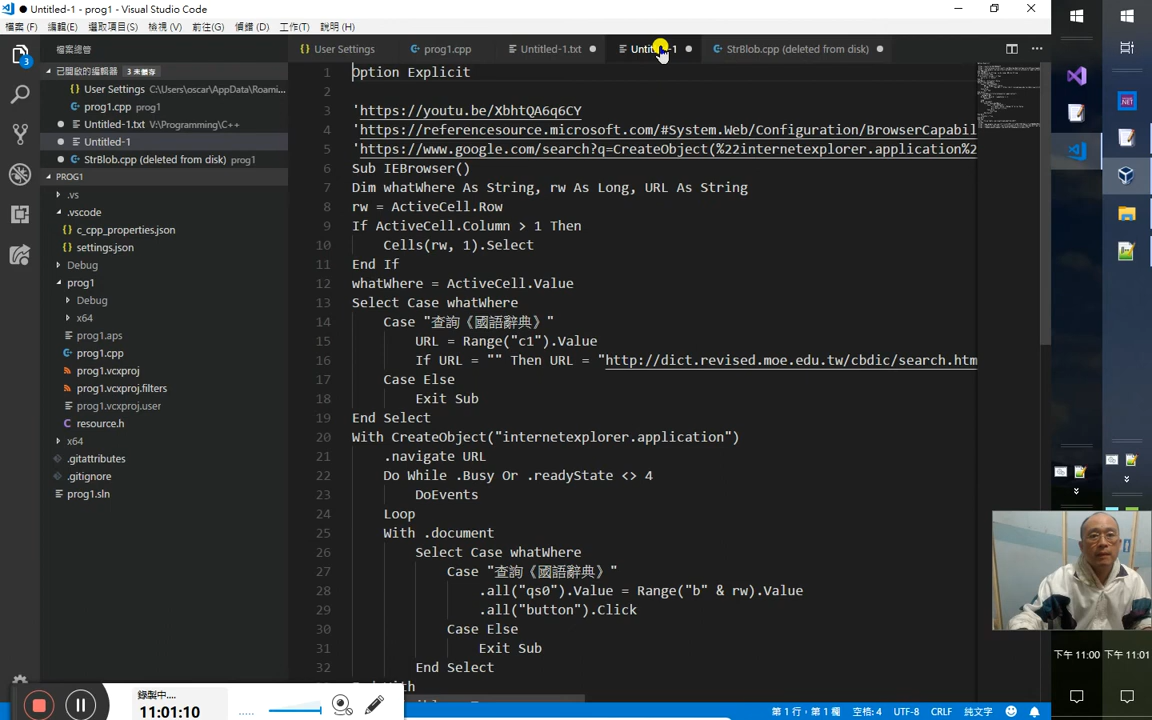 Untitled-1 - prog1 - Visual Studio Code
檔案 (F) 編輯(E) 選取項目(S) 檢視 (V) 前往(G) 偵錯 (D) 工作(T) 說明 (H)
檔案總管
已開啟的編輯器 3 未儲存
User Settings C:\Users\oscar\AppData\Roami...
prog1.cpp prog1
Untitled-1.txt V:\Programming\C++
Untitled-1
StrBlob.cpp (deleted from disk) prog1
PROG1
.vs
.vscode
c_cpp_properties.json
settings.json
Debug
prog1
Debug
x64
prog1.aps
prog1.cpp
prog1.vcxproj
prog1.vcxproj.filters
prog1.vcxproj.user
resource.h
x64
.gitattributes
.gitignore
prog1.sln
3
User Settings prog1.cpp Untitled-1.txt StrBlob.cpp (deleted from disk)
1 Option Explicit
2
3 'https://youtu.be/XbhtQA6q6CY
4 'https://referencesource.microsoft.com/#System.Web/Configuration/BrowserCapabil
5 'https://www.google.com/search?q=CreateObject(%22internetexplorer.application%2
6 Sub IEBrowser()
7 Dim whatWhere As String, rw As Long, URL As String
8 rw = ActiveCell.Row
9 If ActiveCell.Column > 1 Then
10 Cells(rw, 1).Select
11 End If
12 whatWhere = ActiveCell.Value
13 Select Case whatWhere
14 Case "查詢《國語辭典》"
15 URL = Range("c1").Value
16 If URL = "" Then URL = "http://dict.revised.moe.edu.tw/cbdic/search.htm
17 Case Else
18 Exit Sub
19 End Select
20 With CreateObject("internetexplorer.application")
21 .navigate URL
22 Do While .Busy Or .readyState <> 4
23 DoEvents
24 Loop
25 With .document
26 Select Case whatWhere
27 Case "查詢《國語辭典》"
28 .all("qs0").Value = Range("b" & rw).Value
29 .all("button").Click
30 Case Else
31 Exit Sub
32 End Select
錄製中....
11:01:10
第 1 行，第 1 欄 空格: 4 UTF-8 CRLF 純文字
下午 11:00 下午 11:01